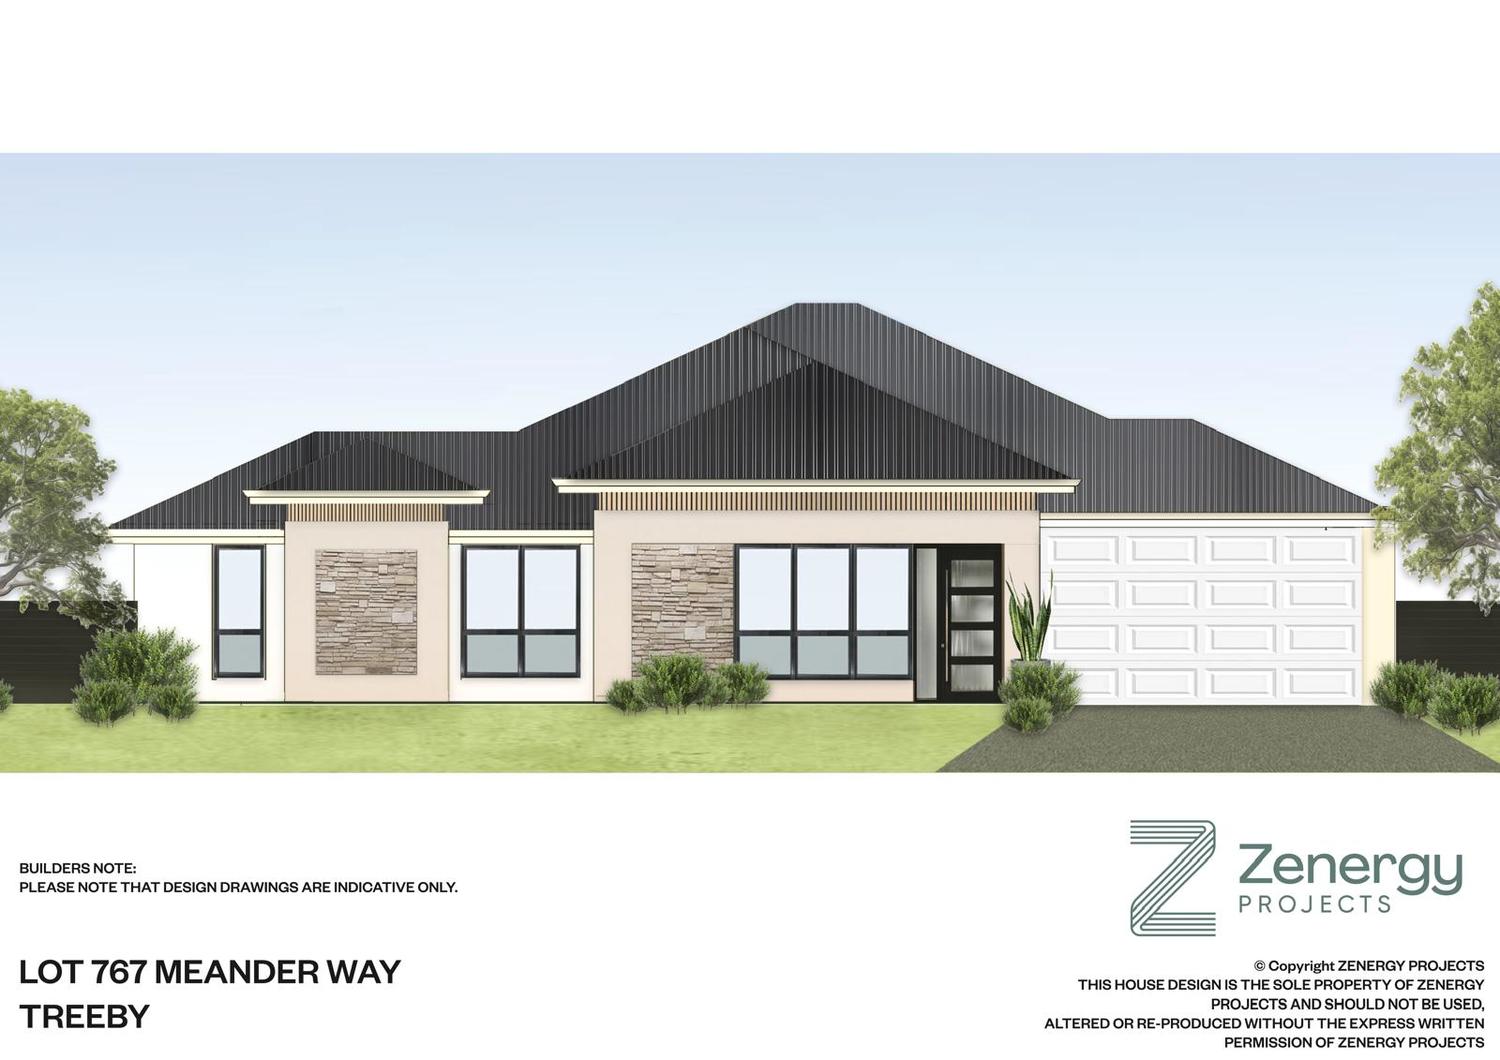 BUILDERS NOTE:
PLEASE NOTE THAT DESIGN DRAWINGS ARE INDICATIVE ONLY.
LOT 767 MEANDER WAY
TREEBY
Zenergy
PROJECTS
© Copyright ZENERGY PROJECTS
THIS HOUSE DESIGN IS THE SOLE PROPERTY OF ZENERGY
PROJECTS AND SHOULD NOT BE USED,
ALTERED OR RE-PRODUCED WITHOUT THE EXPRESS WRITTEN
PERMISSION OF ZENERGY PROJECTS